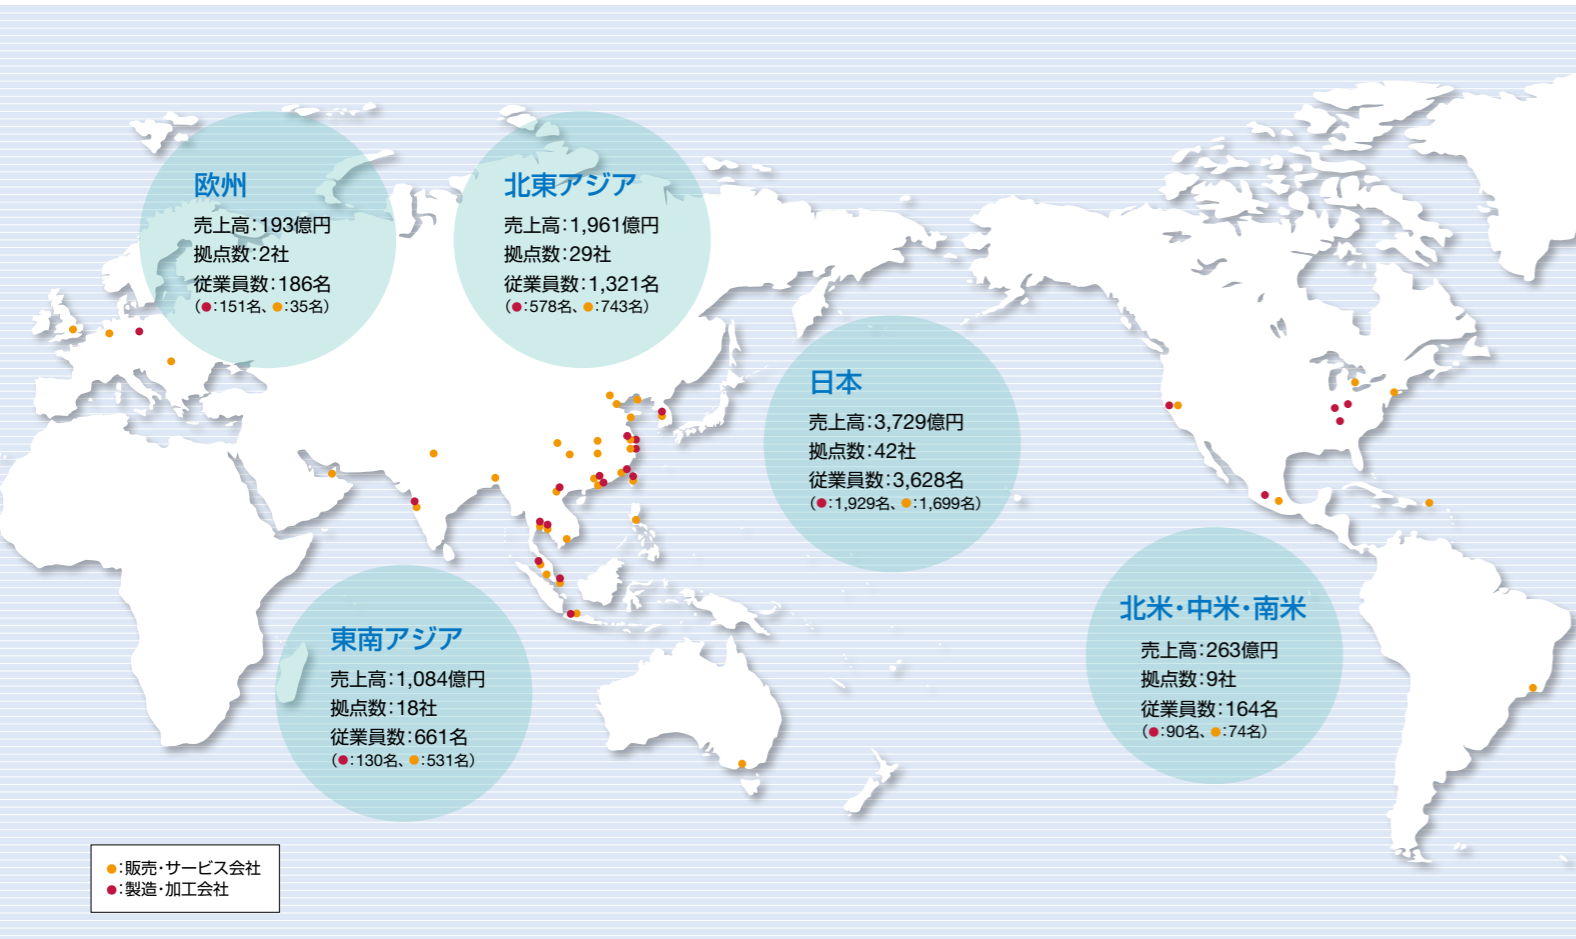 欧州
売上高:193億円
拠点数:2社
従業員数:186名
(●:151名、●:35名)
北東アジア
売上高:1,961億円
拠点数:29社
従業員数:1,321名
(●:578名、●:743名)
日本
売上高:3,729億円
拠点数:42社
従業員数:3,628名
(●:1,929名、●:1,699名)
東南アジア
売上高:1,084億円
拠点数:18社
従業員数:661名
(●:130名、●:531名)
北米・中米・南米
売上高:263億円
拠点数:9社
従業員数:164名
(●:90名、●:74名)
●:販売・サービス会社
●:製造・加工会社